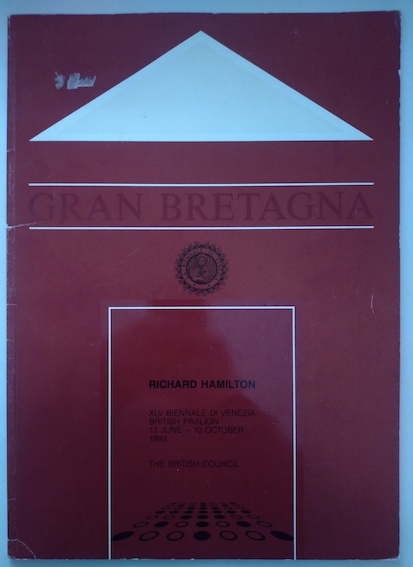 GRAN BRETAGNA
RICHARD HAMILTON
XLV BIENNALE DI VENEZIA
BRITISH PAVILION
13 JUNE – 10 OCTOBER
1993
THE BRITISH COUNCIL